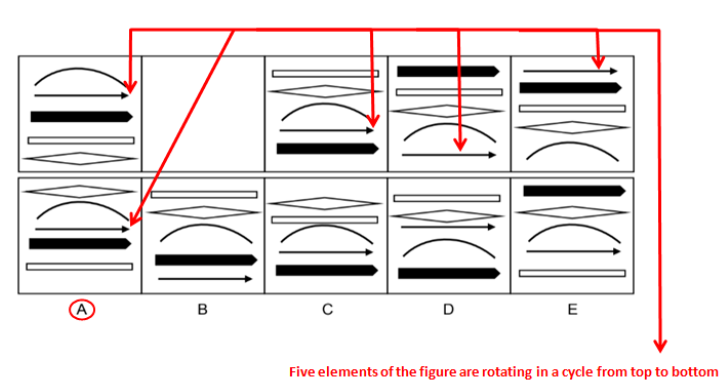 A B C D E
Five elements of the figure are rotating in a cycle from top to bottom